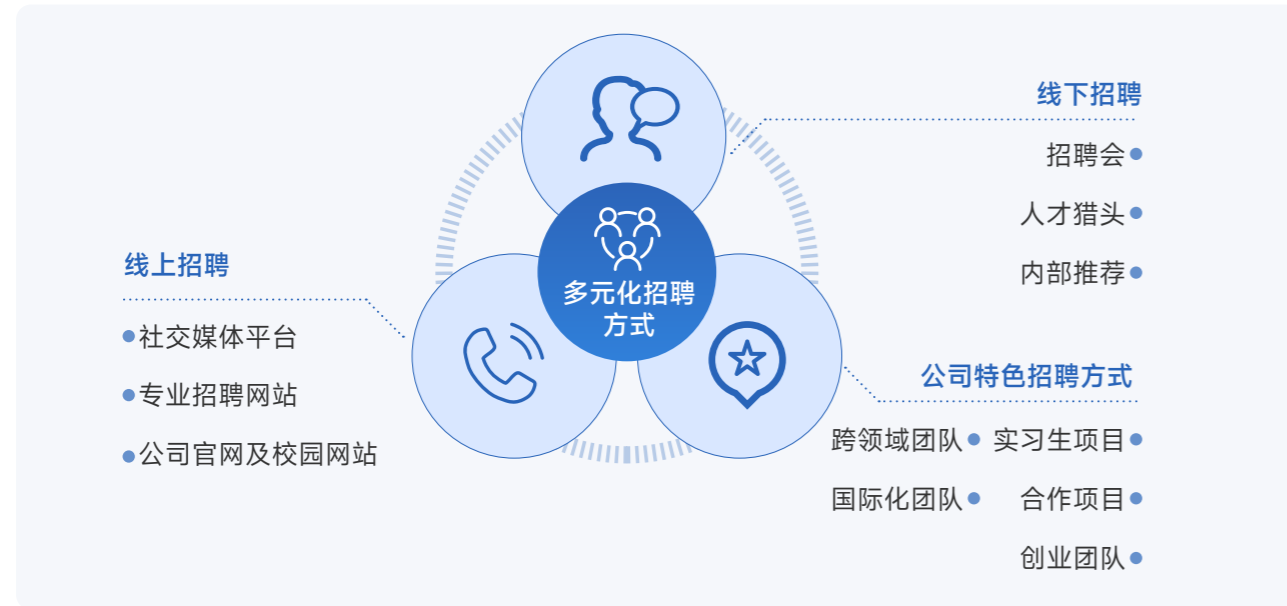 多元化招聘
方式
线下招聘
招聘会
人才猎头
内部推荐
线上招聘
社交媒体平台
专业招聘网站
公司官网及校园网站
公司特色招聘方式
跨领域团队 实习生项目
国际化团队 合作项目
创业团队